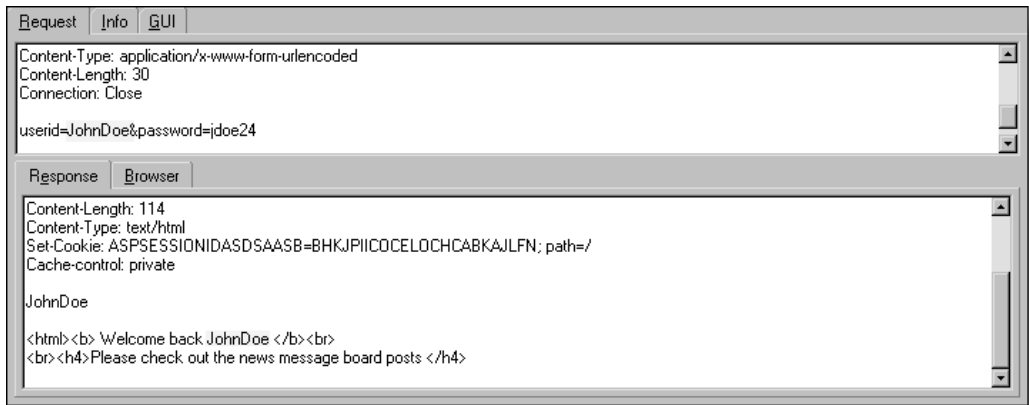 Request Info GUI
Content-Type: application/x-www-form-urlencoded
Content-Length: 30
Connection: Close
userid=JohnDoe&password=jdoe24
Response Browser
Content-Length: 114
Content-Type: text/html
Set-Cookie: ASPSESSIONIDASDSAASB=BHKJPIICOCELOCHCABKAJLFN; path=/
Cache-control: private
JohnDoe
<html><b> Welcome back JohnDoe </b><br>
<br><h4>Please check out the news message board posts </h4>